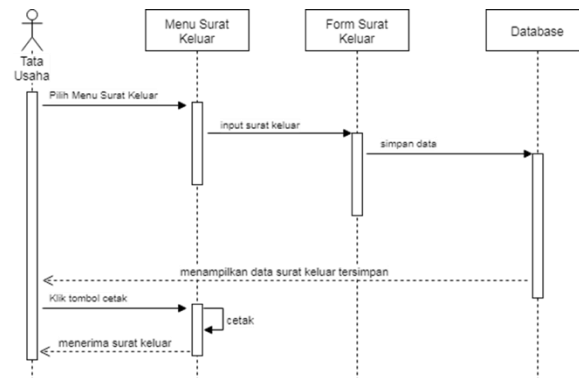 Menu Surat
Keluar
Form Surat
Keluar
Database
Tata
Usaha
Pilih Menu Surat Keluar
input surat keluar
simpan data
menampilkan data surat keluar tersimpan
Klik tombol cetak
cetak
menerima surat keluar